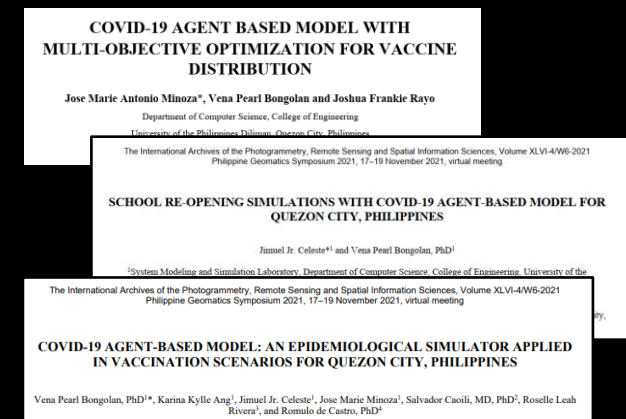 COVID-19 AGENT BASED MODEL WITH
MULTI-OBJECTIVE OPTIMIZATION FOR VACCINE
DISTRIBUTION
Jose Marie Antonio Minoza*, Vena Pearl Bongolan and Joshua Frankie Rayo
Department of Computer Science, College of Engineering
University of the Philippines Diliman, Quezon City, Philippines
The International Archives of the Photogrammetry, Remote Sensing and Spatial Information Sciences, Volume XLVI-4/W6-2021
Philippine Geomatics Symposium 2021, 17–19 November 2021, virtual meeting
SCHOOL RE-OPENING SIMULATIONS WITH COVID-19 AGENT-BASED MODEL FOR
QUEZON CITY, PHILIPPINES
Jimuel Jr. Celeste*¹ and Vena Pearl Bongolan, PhD¹
¹System Modeling and Simulation Laboratory, Department of Computer Science, College of Engineering, University of the
The International Archives of the Photogrammetry, Remote Sensing and Spatial Information Sciences, Volume XLVI-4/W6-2021
Philippine Geomatics Symposium 2021, 17–19 November 2021, virtual meeting
COVID-19 AGENT-BASED MODEL: AN EPIDEMIOLOGICAL SIMULATOR APPLIED
IN VACCINATION SCENARIOS FOR QUEZON CITY, PHILIPPINES
Vena Pearl Bongolan, PhD¹*, Karina Kylle Ang¹, Jimuel Jr. Celeste¹, Jose Marie Minoza¹, Salvador Caoili, MD, PhD², Roselle Leah
Rivera³, and Romulo de Castro, PhD⁴